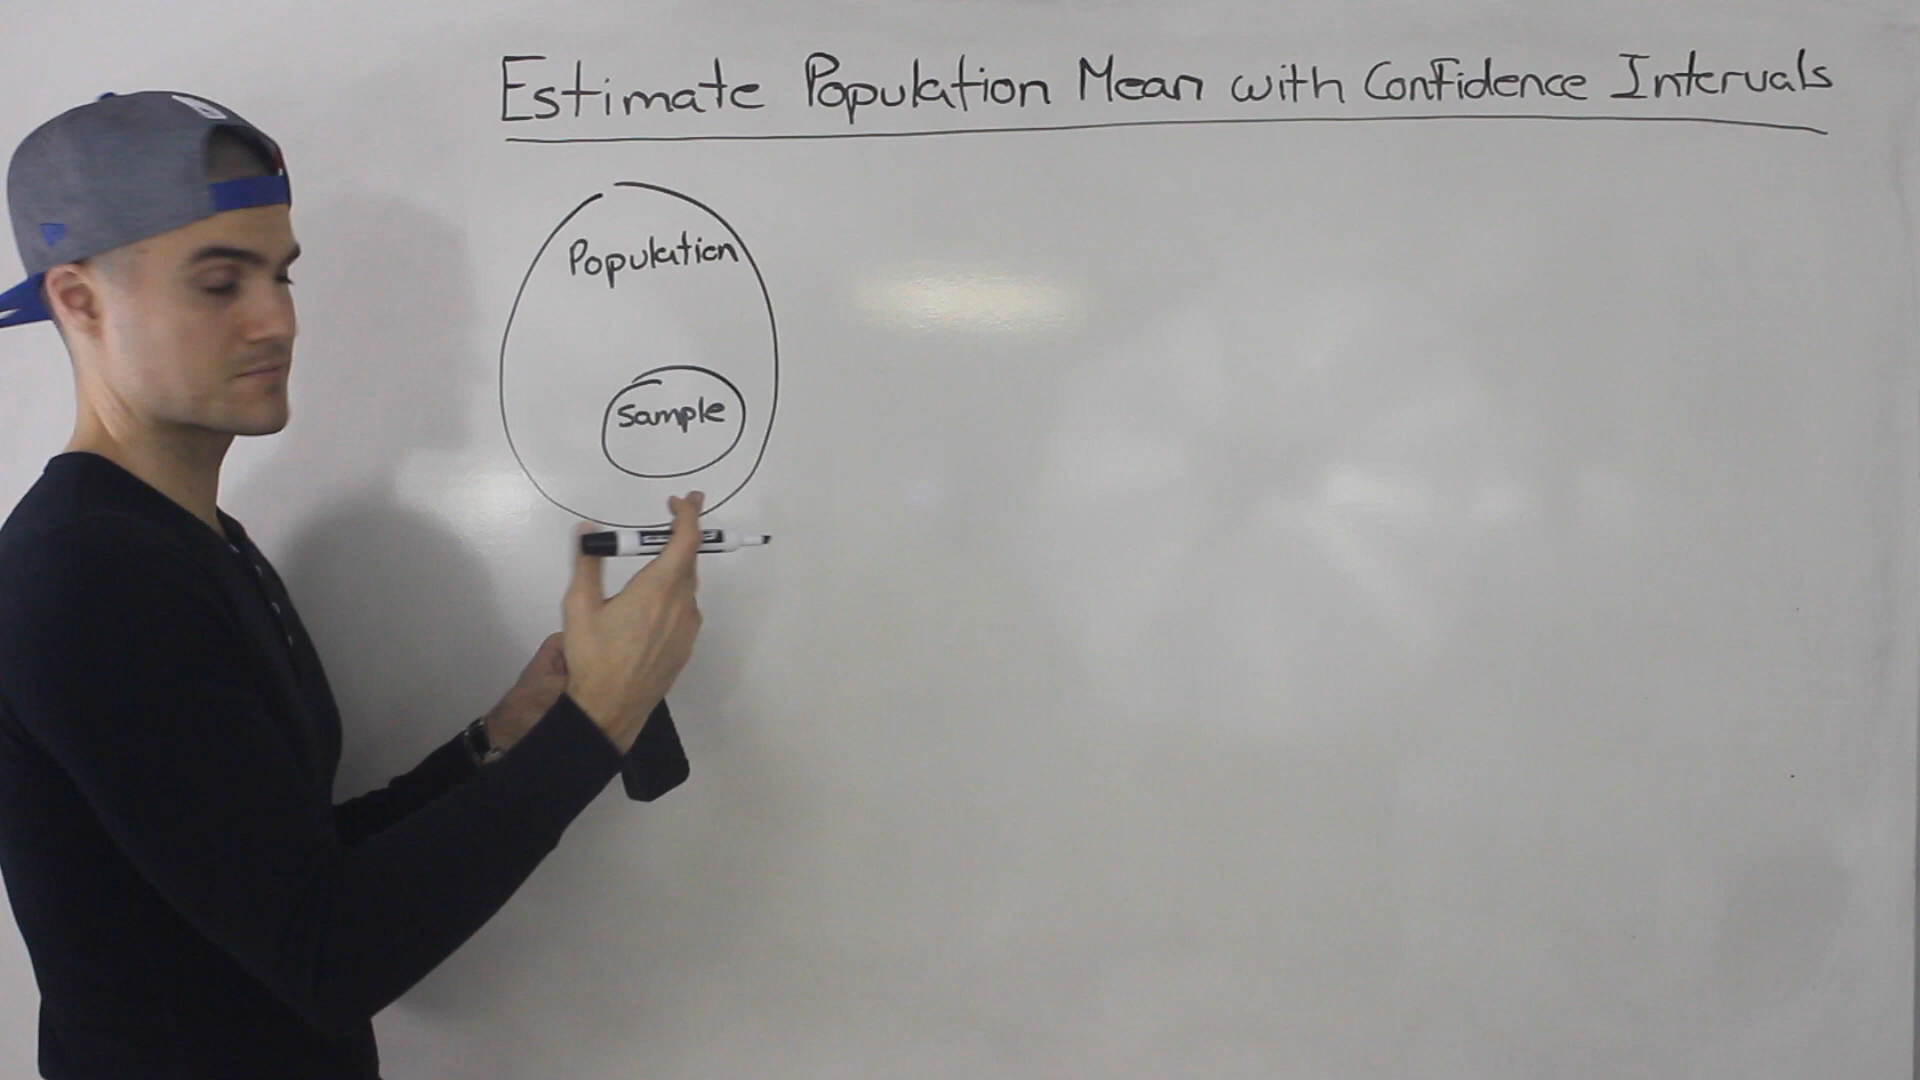 Estimate Population Mean with Confidence Intervals
Population
Sample